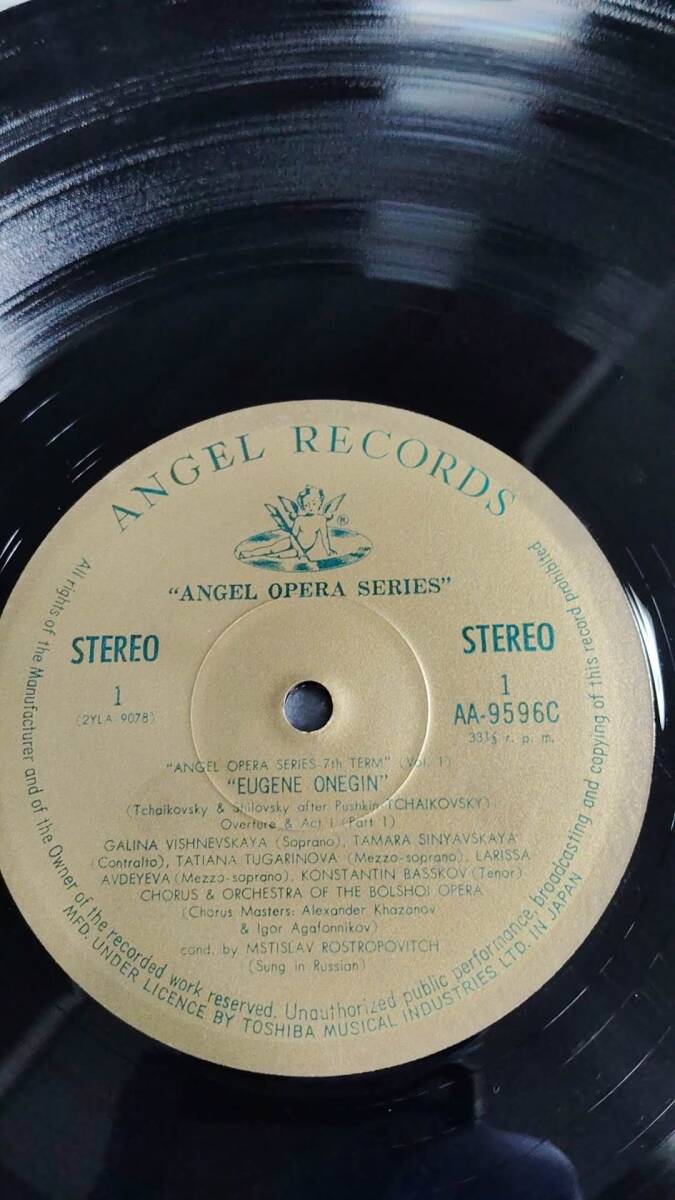 ANGEL RECORDS
®
"ANGEL OPERA SERIES"
STEREO
1
(2YLA-9078)
STEREO
1
AA-9596C
33⅓ r. p. m.
"ANGEL OPERA SERIES-7th TERM" (Vol. 1)
"EUGENE ONEGIN"
(Tchaikovsky & Shilovsky after Pushkin-TCHAIKOVSKY)
Overture & Act I (Part 1)
GALINA VISHNEVSKAYA (Soprano), TAMARA SINYAVSKAYA
(Contralto), TATIANA TUGARINOVA (Mezzo-soprano), LARISSA
AVDEYEVA (Mezzo-soprano), KONSTANTIN BASSKOV (Tenor)
CHORUS & ORCHESTRA OF THE BOLSHOI OPERA
(Chorus Masters: Alexander Khazanov
& Igor Agafonnikov)
cond. by MSTISLAV ROSTROPOVITCH
(Sung in Russian)
All rights of the Manufacturer and of the Owner of the recorded work reserved. Unauthorized public performance, broadcasting and copying of this record prohibited
MFD. UNDER LICENCE BY TOSHIBA MUSICAL INDUSTRIES LTD. IN JAPAN